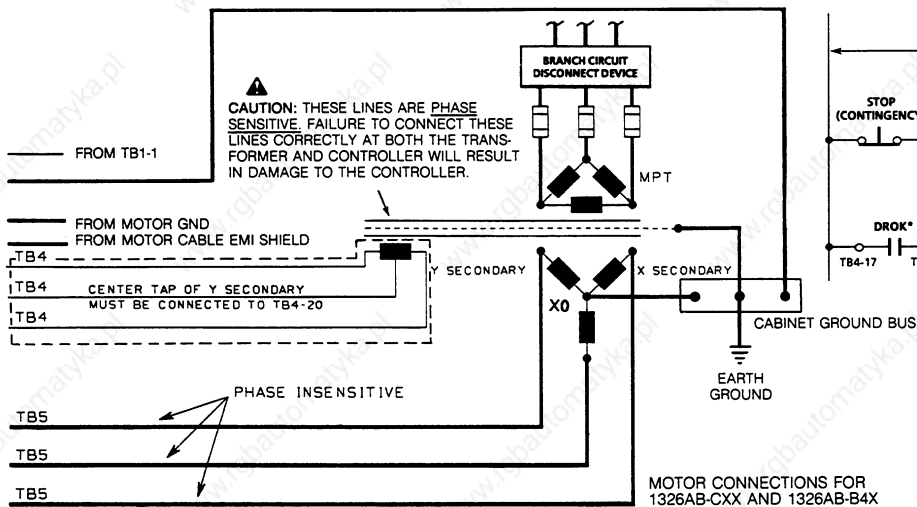 BRANCH CIRCUIT
DISCONNECT DEVICE
CAUTION: THESE LINES ARE PHASE
SENSITIVE. FAILURE TO CONNECT THESE
LINES CORRECTLY AT BOTH THE TRANS-
FORMER AND CONTROLLER WILL RESULT
IN DAMAGE TO THE CONTROLLER.
STOP
(CONTINGENCY
FROM TB1-1
MPT
FROM MOTOR GND
FROM MOTOR CABLE EMI SHIELD
DROK*
TB4-17
T
TB4
Y SECONDARY
X SECONDARY
TB4
CENTER TAP OF Y SECONDARY
MUST BE CONNECTED TO TB4-20
X0
TB4
CABINET GROUND BUS
EARTH
GROUND
PHASE INSENSITIVE
TB5
TB5
TB5
MOTOR CONNECTIONS FOR
1326AB-CXX AND 1326AB-B4X
www.rgbautomatyka.pl